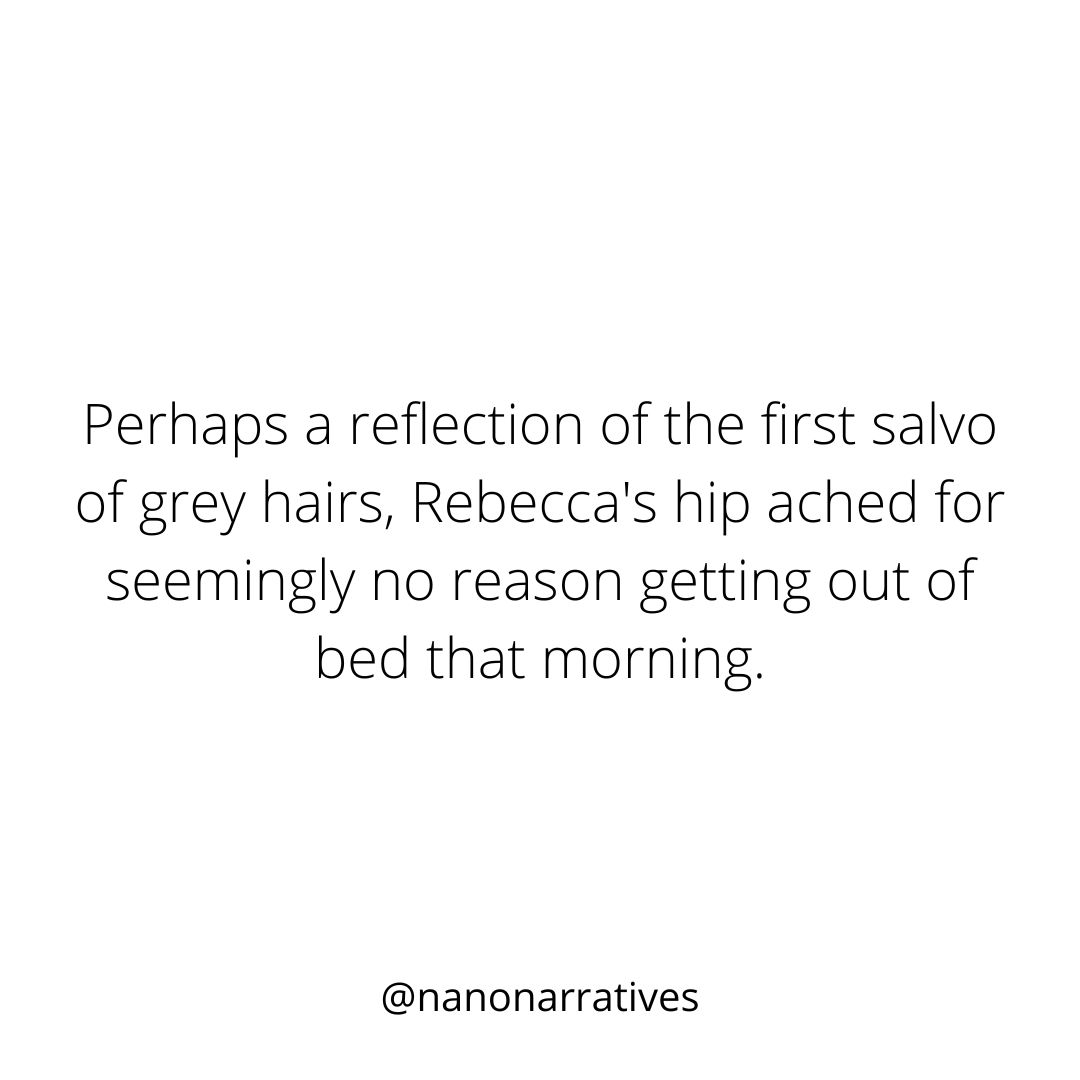 Perhaps a reflection of the first salvo
of grey hairs, Rebecca's hip ached for
seemingly no reason getting out of
bed that morning.
@nanonarratives